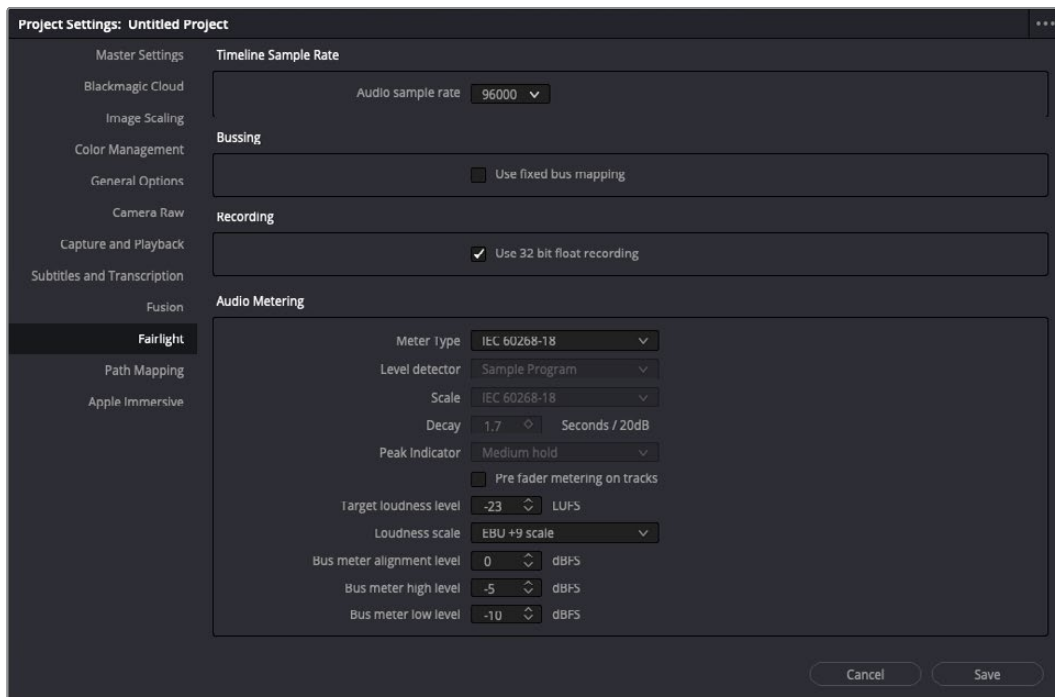 Project Settings: Untitled Project
Master Settings
Blackmagic Cloud
Image Scaling
Color Management
General Options
Camera Raw
Capture and Playback
Subtitles and Transcription
Fusion
Fairlight
Path Mapping
Apple Immersive
Timeline Sample Rate
Audio sample rate 96000
Bussing
Use fixed bus mapping
Recording
Use 32 bit float recording
Audio Metering
Meter Type IEC 60268-18
Level detector Sample Program
Scale IEC 60268-18
Decay 1.7 Seconds / 20dB
Peak Indicator Medium hold
Pre fader metering on tracks
Target loudness level -23 LUFS
Loudness scale EBU +9 scale
Bus meter alignment level 0 dBFS
Bus meter high level -5 dBFS
Bus meter low level -10 dBFS
Cancel Save